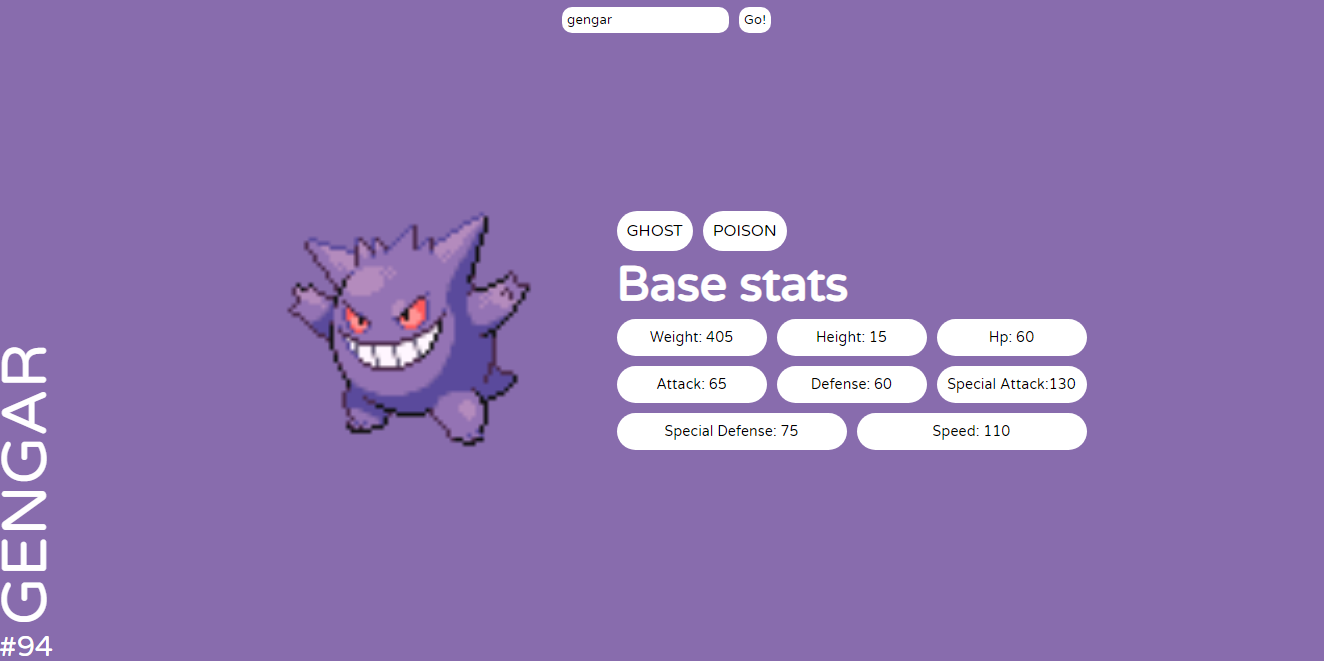 gengar Go!
GHOST POISON
Base stats
Weight: 405 Height: 15 Hp: 60
Attack: 65 Defense: 60 Special Attack:130
Special Defense: 75 Speed: 110
GENGAR
#94